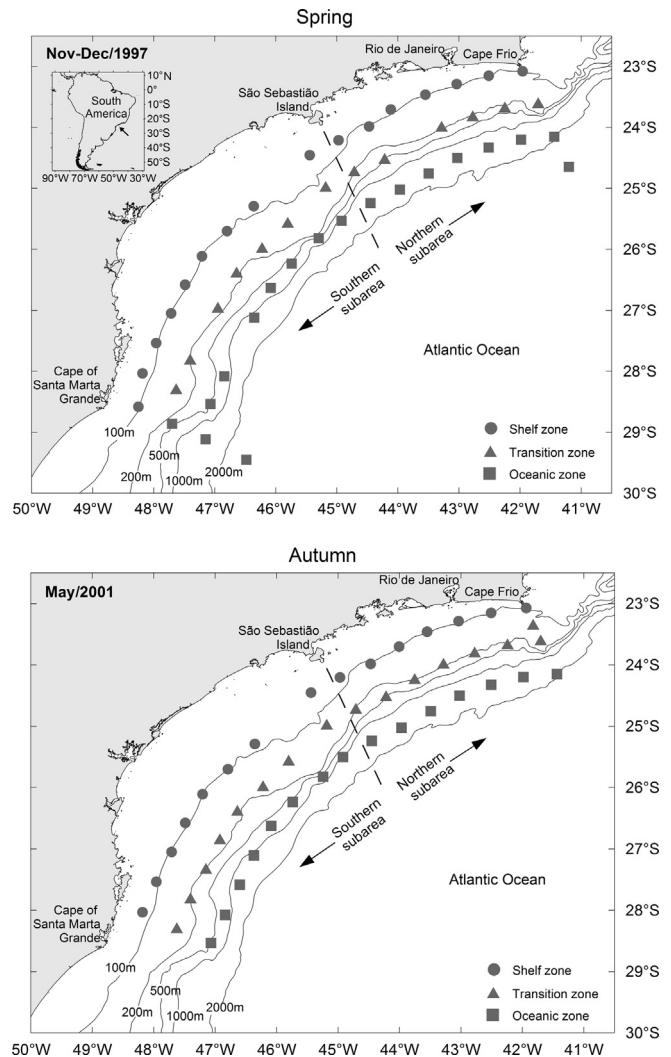 Spring
Nov-Dec/1997
South
America
10°N
0°
10°S
20°S
30°S
40°S
50°S
90°W 70°W 50°W 30°W
Rio de Janeiro
Cape Frio
São Sebastião
Island
Northern
subarea
Southern
subarea
Atlantic Ocean
Cape of
Santa Marta
Grande
100m
200m
500m
1000m
2000m
Shelf zone
Transition zone
Oceanic zone
23°S
24°S
25°S
26°S
27°S
28°S
29°S
30°S
50°W 49°W 48°W 47°W 46°W 45°W 44°W 43°W 42°W 41°W
Autumn
May/2001
Rio de Janeiro
Cape Frio
São Sebastião
Island
Northern
subarea
Southern
subarea
Atlantic Ocean
Cape of
Santa Marta
Grande
100m
200m
500m
1000m
2000m
Shelf zone
Transition zone
Oceanic zone
23°S
24°S
25°S
26°S
27°S
28°S
29°S
30°S
50°W 49°W 48°W 47°W 46°W 45°W 44°W 43°W 42°W 41°W